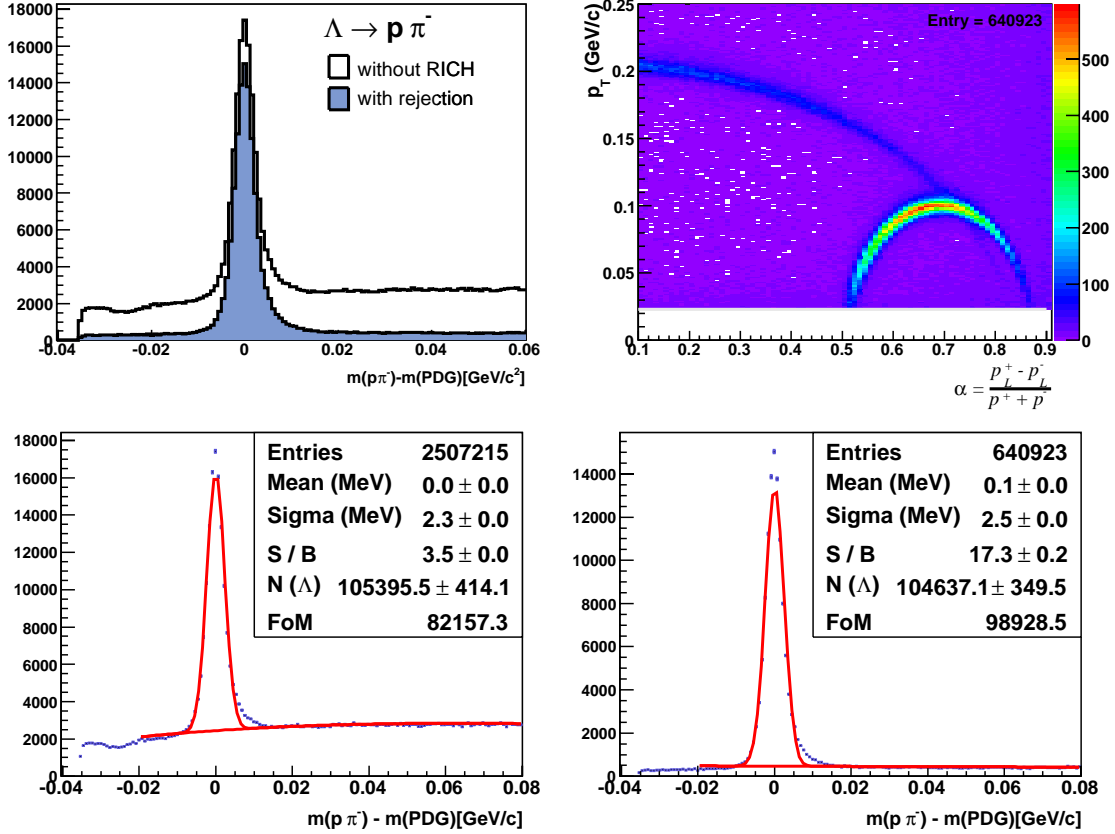 18000
16000
14000
12000
10000
8000
6000
4000
2000
0
-0.04 -0.02 0 0.02 0.04 0.06
m(pπ⁻)-m(PDG)[GeV/c²]
Λ → p π⁻
without RICH
with rejection
p_T (GeV/c)
0.25
0.2
0.15
0.1
0.05
0
0.1 0.2 0.3 0.4 0.5 0.6 0.7 0.8 0.9
Entry = 640923
500
400
300
200
100
0
α = (p_L^+ - p_L^-) / (p^+ + p^-)
18000
16000
14000
12000
10000
8000
6000
4000
2000
0
-0.04 -0.02 0 0.02 0.04 0.06 0.08
m(p π⁻) - m(PDG)[GeV/c]
Entries 2507215
Mean (MeV) 0.0 ± 0.0
Sigma (MeV) 2.3 ± 0.0
S / B 3.5 ± 0.0
N (Λ) 105395.5 ± 414.1
FoM 82157.3
14000
12000
10000
8000
6000
4000
2000
0
-0.04 -0.02 0 0.02 0.04 0.06 0.08
m(p π⁻) - m(PDG)[GeV/c]
Entries 640923
Mean (MeV) 0.1 ± 0.0
Sigma (MeV) 2.5 ± 0.0
S / B 17.3 ± 0.2
N (Λ) 104637.1 ± 349.5
FoM 98928.5